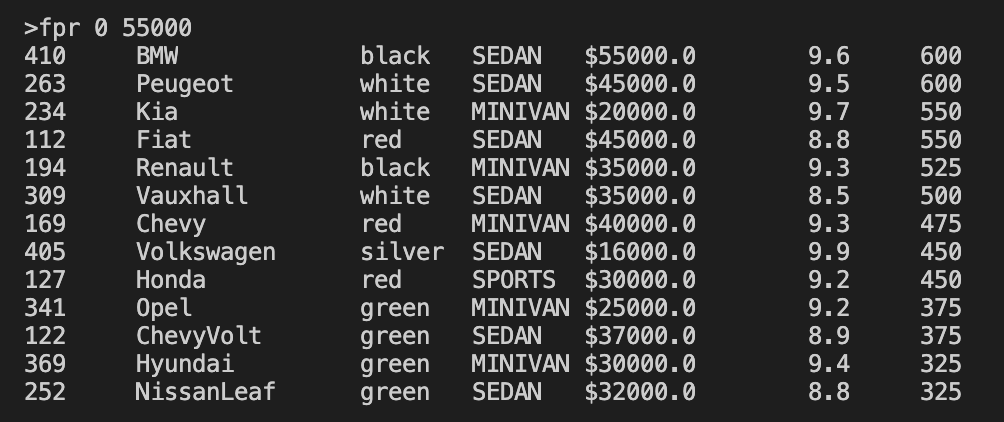 >fpr 0 55000
410 BMW black SEDAN $55000.0 9.6 600
263 Peugeot white SEDAN $45000.0 9.5 600
234 Kia white MINIVAN $20000.0 9.7 550
112 Fiat red SEDAN $45000.0 8.8 550
194 Renault black MINIVAN $35000.0 9.3 525
309 Vauxhall white SEDAN $35000.0 8.5 500
169 Chevy red MINIVAN $40000.0 9.3 475
405 Volkswagen silver SEDAN $16000.0 9.9 450
127 Honda red SPORTS $30000.0 9.2 450
341 Opel green MINIVAN $25000.0 9.2 375
122 ChevyVolt green SEDAN $37000.0 8.9 375
369 Hyundai green MINIVAN $30000.0 9.4 325
252 NissanLeaf green SEDAN $32000.0 8.8 325